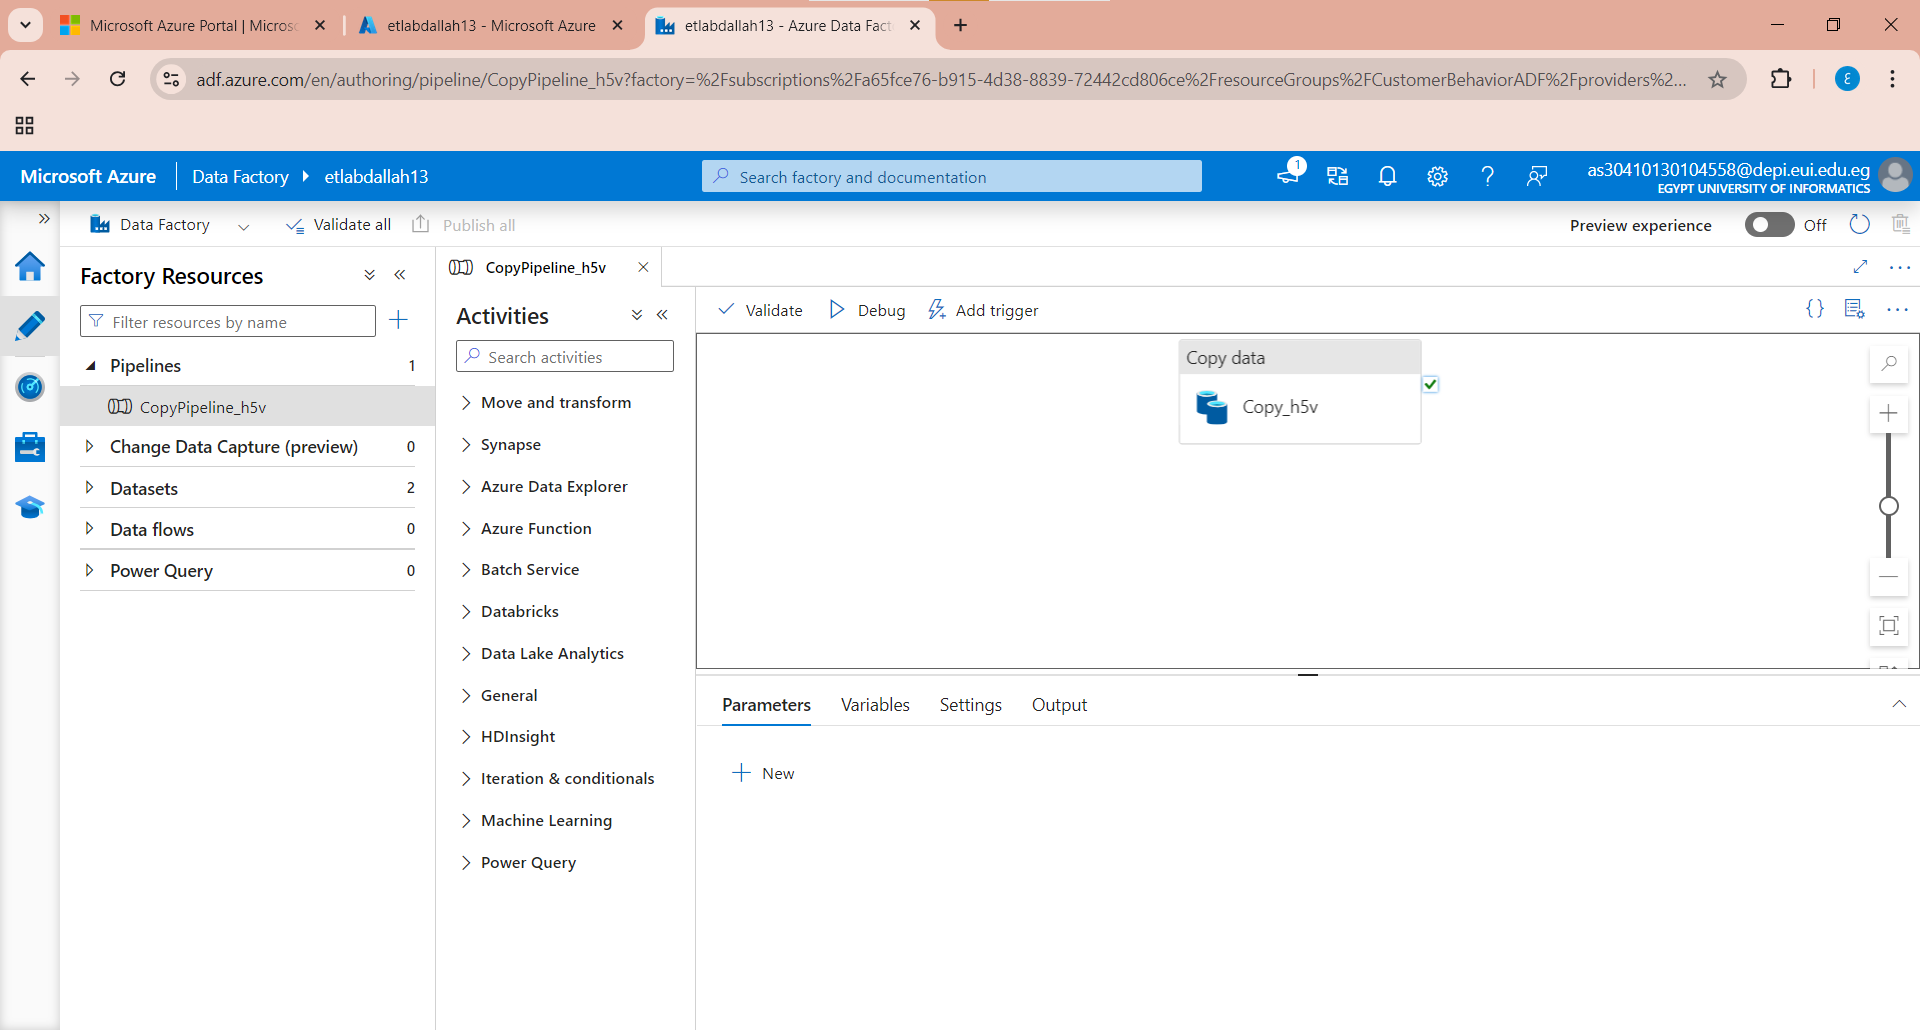 Microsoft Azure Portal | Micros
etlabdallah13 - Microsoft Azure
etlabdallah13 - Azure Data Fact
adf.azure.com/en/authoring/pipeline/CopyPipeline_h5v?factory=%2Fsubscriptions%2Fa65fce76-b915-4d38-8839-72442cd806ce%2FresourceGroups%2FCustomerBehaviorADF%2Fproviders%2...
ε
Microsoft Azure
Data Factory
etlabdallah13
Search factory and documentation
1
as30410130104558@depi.eui.edu.eg
EGYPT UNIVERSITY OF INFORMATICS
Data Factory
Validate all
Publish all
Preview experience
Off
Factory Resources
Filter resources by name
Pipelines 1
CopyPipeline_h5v
Change Data Capture (preview) 0
Datasets 2
Data flows 0
Power Query 0
CopyPipeline_h5v
Activities
Search activities
Move and transform
Synapse
Azure Data Explorer
Azure Function
Batch Service
Databricks
Data Lake Analytics
General
HDInsight
Iteration & conditionals
Machine Learning
Power Query
Validate
Debug
Add trigger
Copy data
Copy_h5v
Parameters
Variables
Settings
Output
New